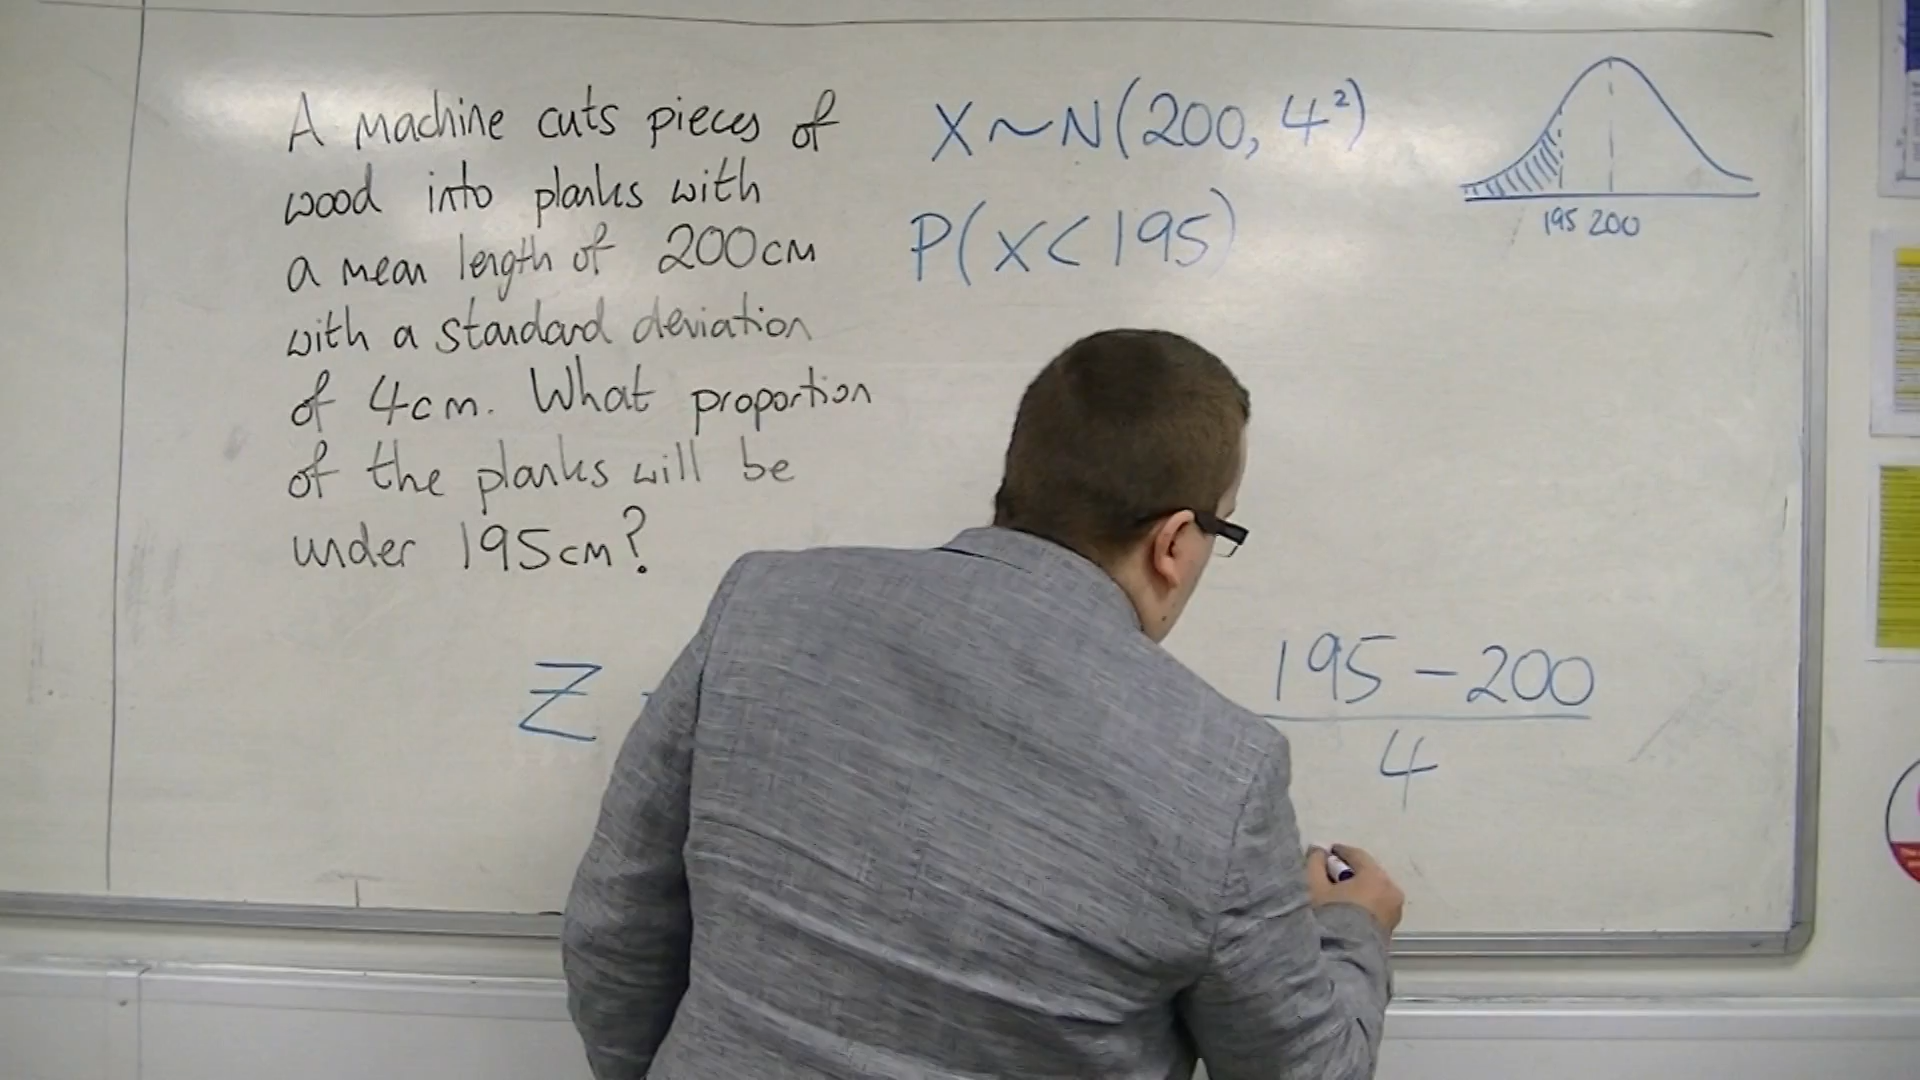 A machine cuts pieces of
wood into planks with
a mean length of 200cm
with a standard deviation
of 4cm. What proportion
of the planks will be
under 195cm?
X~N(200, 4²)
P(X<195)
195 200
Z
195-200
4